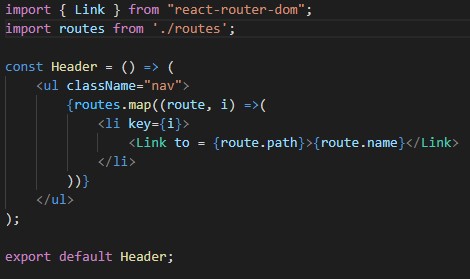 import { Link } from "react-router-dom";
import routes from './routes';
const Header = () => (
<ul className="nav">
{routes.map((route, i) =>(
<li key={i}>
<Link to = {route.path}>{route.name}</Link>
</li>
))}
</ul>
);
export default Header;